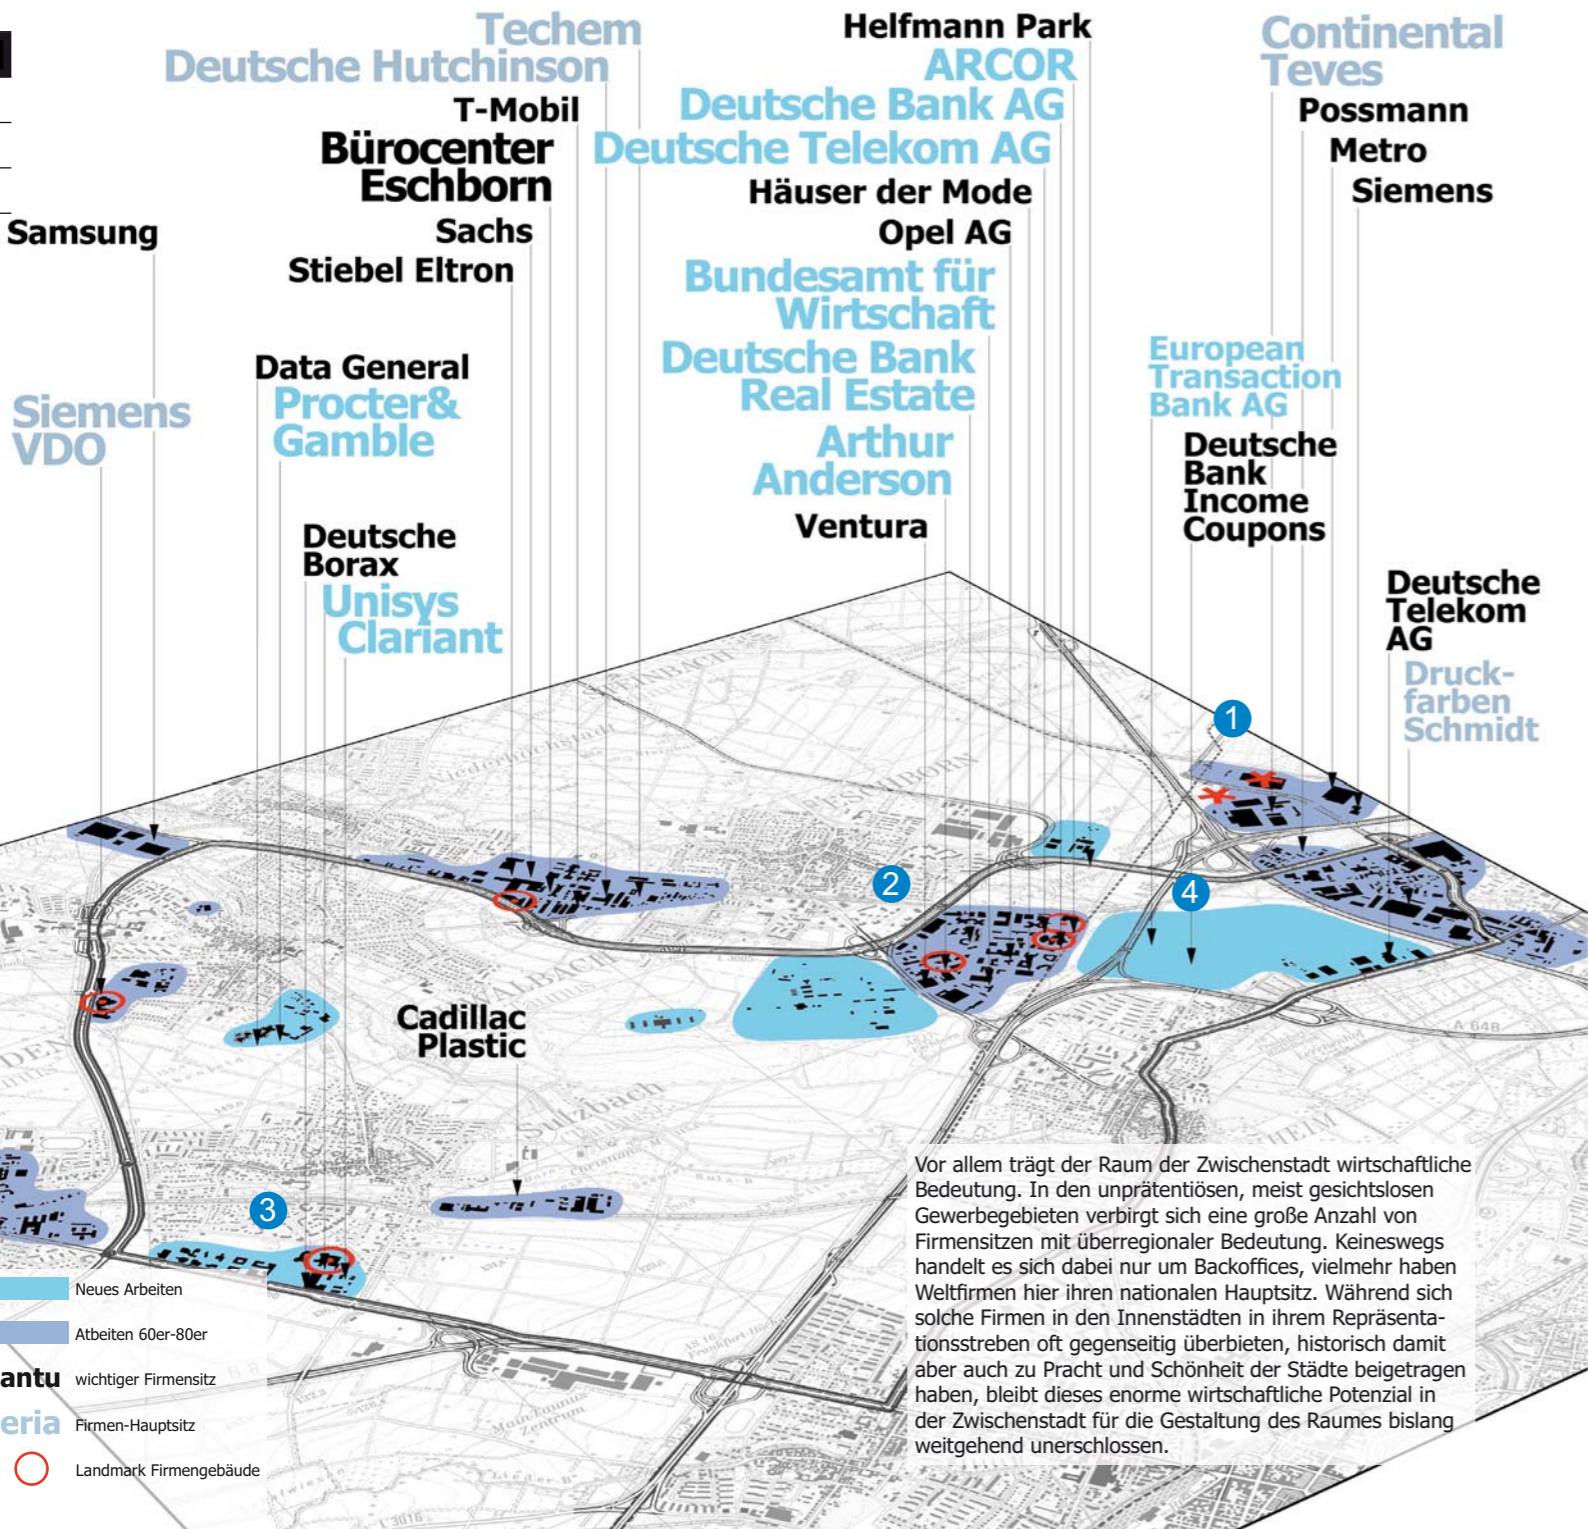 Techem
Deutsche Hutchinson
T-Mobil
Bürocenter
Eschborn
Sachs
Stiebel Eltron
Samsung
Siemens
VDO
Data General
Procter&
Gamble
Deutsche
Borax
Unisys
Clariant
Helfmann Park
ARCOR
Deutsche Bank AG
Deutsche Telekom AG
Häuser der Mode
Opel AG
Bundesamt für
Wirtschaft
Deutsche Bank
Real Estate
Arthur
Anderson
Ventura
Continental
Teves
Possmann
Metro
Siemens
European
Transaction
Bank AG
Deutsche
Bank
Income
Coupons
Deutsche
Telekom
AG
Druck-
farben
Schmidt
1
2
4
3
Niederhöchstadt
ESCHBORN
Cadillac
Plastic
Sulzbach
A 648
Main-Taunus
Zentrum
L 3016
Neues Arbeiten
Atbeiten 60er-80er
antu wichtiger Firmensitz
eria Firmen-Hauptsitz
Landmark Firmengebäude
Vor allem trägt der Raum der Zwischenstadt wirtschaftliche
Bedeutung. In den unprätentiösen, meist gesichtslosen
Gewerbegebieten verbirgt sich eine große Anzahl von
Firmensitzen mit überregionaler Bedeutung. Keineswegs
handelt es sich dabei nur um Backoffices, vielmehr haben
Weltfirmen hier ihren nationalen Hauptsitz. Während sich
solche Firmen in den Innenstädten in ihrem Repräsenta-
tionsstreben oft gegenseitig überbieten, historisch damit
aber auch zu Pracht und Schönheit der Städte beigetragen
haben, bleibt dieses enorme wirtschaftliche Potenzial in
der Zwischenstadt für die Gestaltung des Raumes bislang
weitgehend unerschlossen.